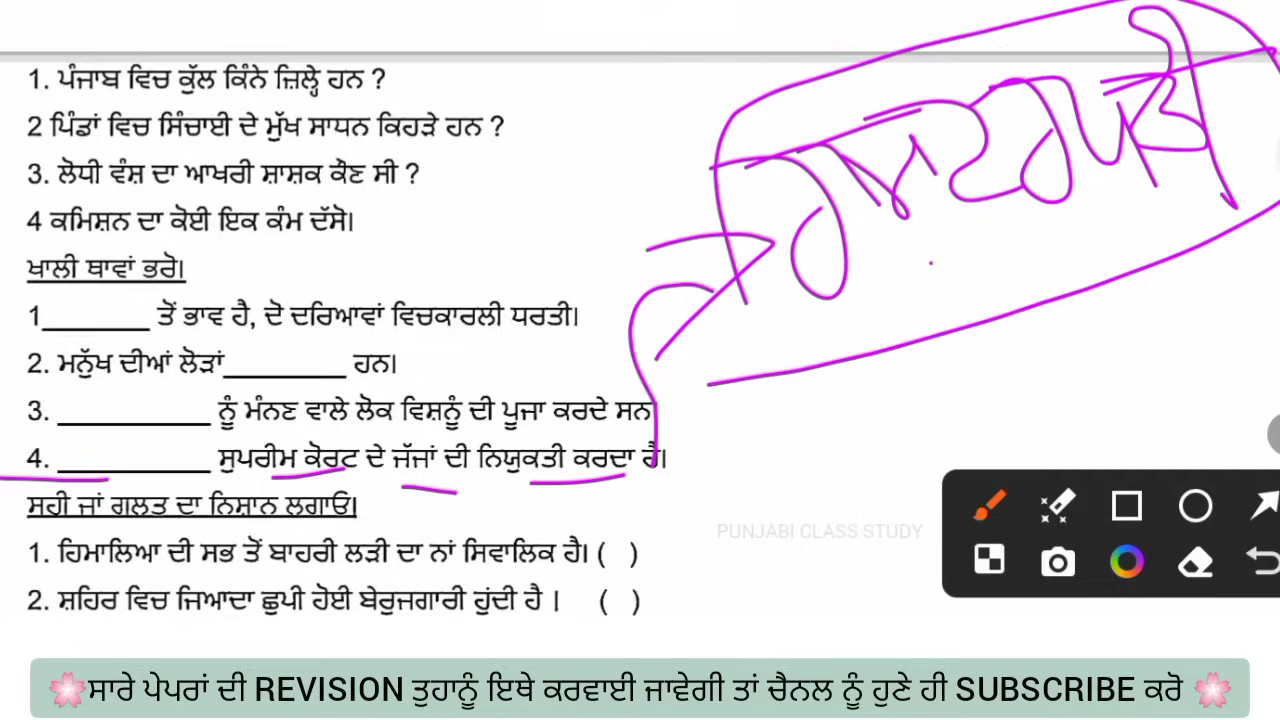 1. ਪੰਜਾਬ ਵਿਚ ਕੁੱਲ ਕਿੰਨੇ ਜ਼ਿਲ੍ਹੇ ਹਨ ?
2 ਪਿੰਡਾਂ ਵਿਚ ਸਿੰਚਾਈ ਦੇ ਮੁੱਖ ਸਾਧਨ ਕਿਹੜੇ ਹਨ ?
3. ਲੋਧੀ ਵੰਸ਼ ਦਾ ਆਖਰੀ ਸ਼ਾਸ਼ਕ ਕੌਣ ਸੀ ?
4 ਕਮਿਸ਼ਨ ਦਾ ਕੋਈ ਇਕ ਕੰਮ ਦੱਸੋ।
ਖਾਲੀ ਥਾਵਾਂ ਭਰੋ।
1________ ਤੋਂ ਭਾਵ ਹੈ, ਦੋ ਦਰਿਆਵਾਂ ਵਿਚਕਾਰਲੀ ਧਰਤੀ।
2. ਮਨੁੱਖ ਦੀਆਂ ਲੋੜਾਂ_________ ਹਨ।
3. ___________ ਨੂੰ ਮੰਨਣ ਵਾਲੇ ਲੋਕ ਵਿਸ਼ਨੂੰ ਦੀ ਪੂਜਾ ਕਰਦੇ ਸਨ
4. ___________ ਸੁਪਰੀਮ ਕੋਰਟ ਦੇ ਜੱਜਾਂ ਦੀ ਨਿਯੁਕਤੀ ਕਰਦਾ ਹੈ।
ਸਹੀ ਜਾਂ ਗਲਤ ਦਾ ਨਿਸ਼ਾਨ ਲਗਾਓ।
PUNJABI CLASS STUDY
1. ਹਿਮਾਲਿਆ ਦੀ ਸਭ ਤੋਂ ਬਾਹਰੀ ਲੜੀ ਦਾ ਨਾਂ ਸਿਵਾਲਿਕ ਹੈ। ( )
2. ਸ਼ਹਿਰ ਵਿਚ ਜਿਆਦਾ ਛੁਪੀ ਹੋਈ ਬੇਰੁਜਗਾਰੀ ਹੁੰਦੀ ਹੈ । ( )
🌸ਸਾਰੇ ਪੇਪਰਾਂ ਦੀ REVISION ਤੁਹਾਨੂੰ ਇਥੇ ਕਰਵਾਈ ਜਾਵੇਗੀ ਤਾਂ ਚੈਨਲ ਨੂੰ ਹੁਣੇ ਹੀ SUBSCRIBE ਕਰੋ 🌸